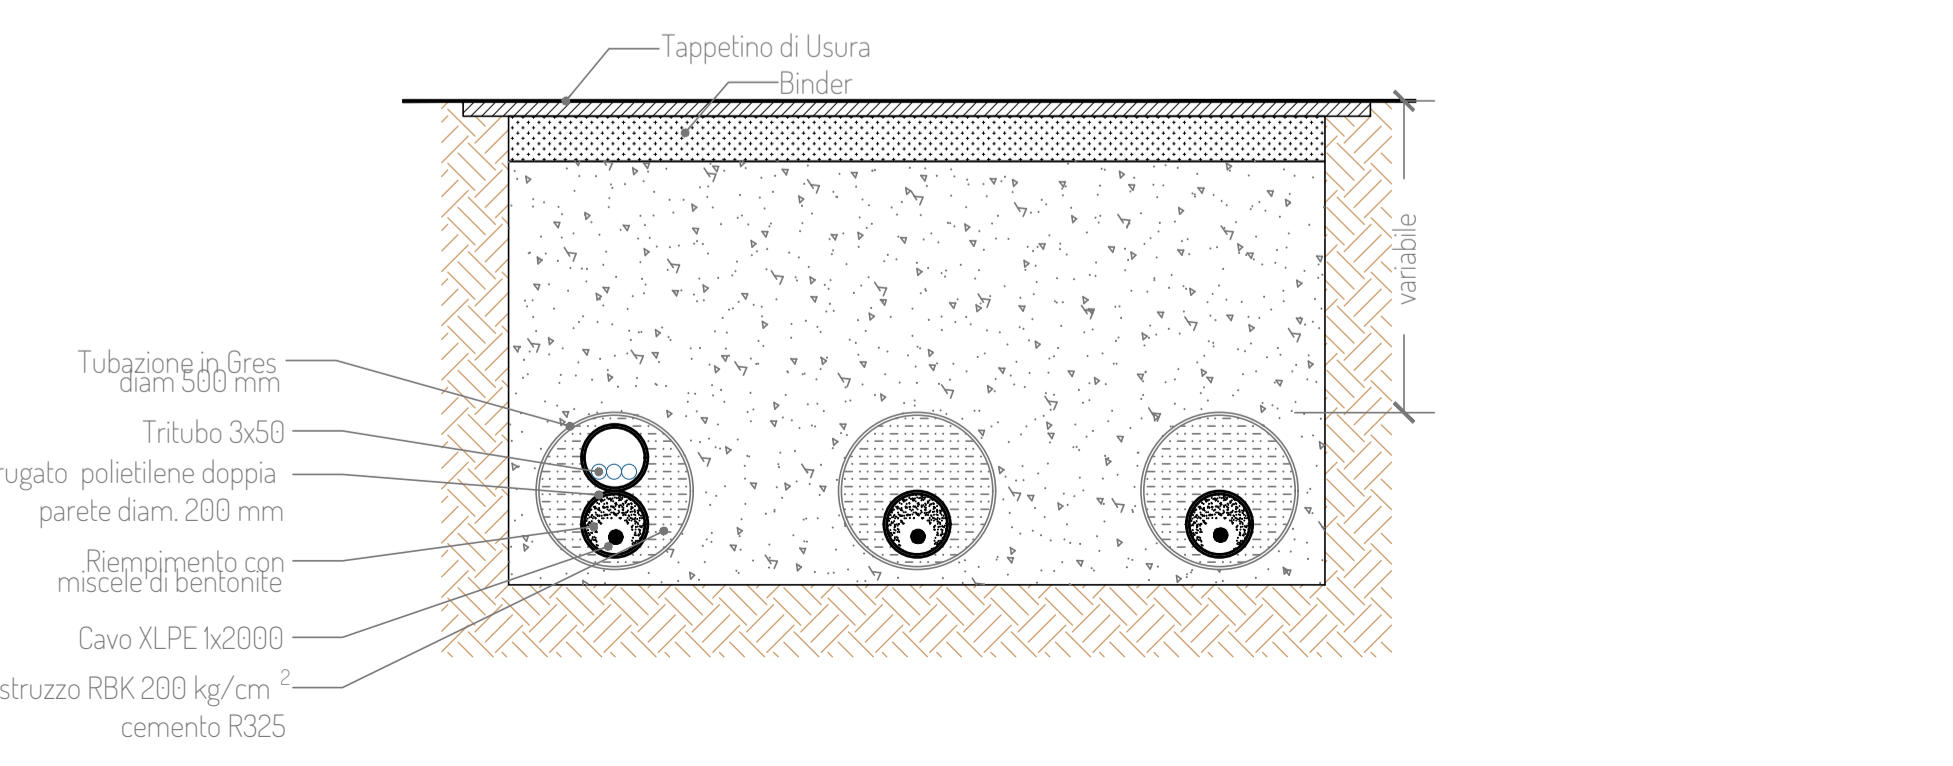 Tappetino di Usura
Binder
variabile
Tubazione in Gres
diam 500 mm
Tritubo 3x50
rugato polietilene doppia
parete diam. 200 mm
Riempimento con
miscele di bentonite
Cavo XLPE 1x2000
struzzo RBK 200 kg/cm 2
cemento R325